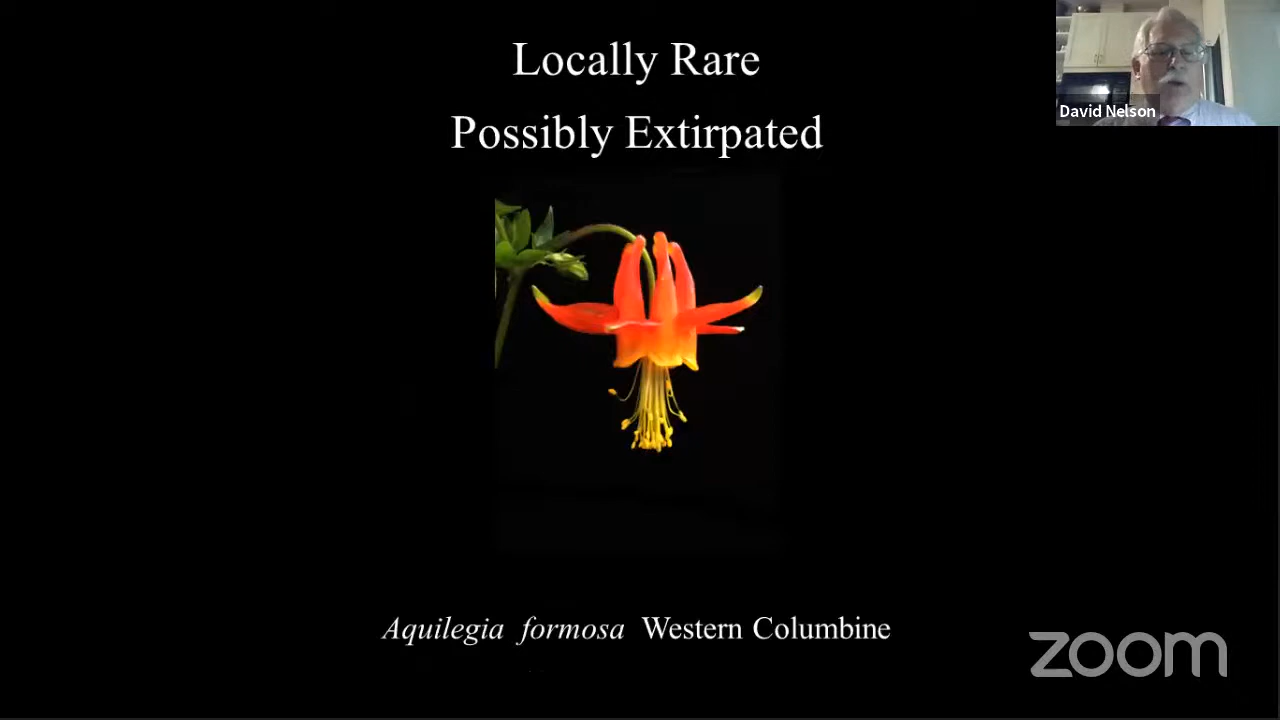 Locally Rare
Possibly Extirpated
David Nelson
Aquilegia formosa Western Columbine
zoom